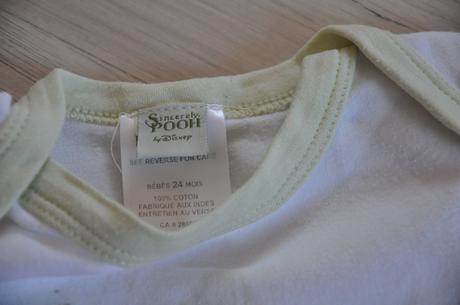 Sincerely,
POOH
by Disney
SEE REVERSE FOR CARE
BÉBÉS 24 MOIS
100% COTON
FABRIQUÉ AUX INDES
ENTRETIEN AU VERSO
CA #